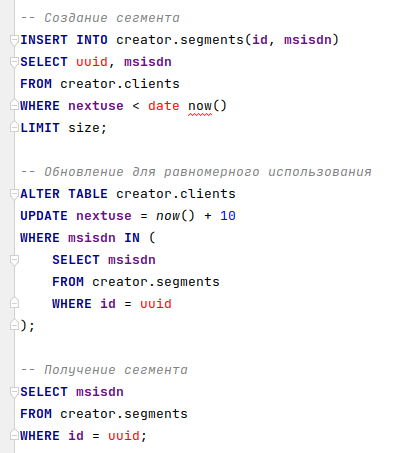 -- Создание сегмента
INSERT INTO creator.segments(id, msisdn)
SELECT uuid, msisdn
FROM creator.clients
WHERE nextuse < date now()
LIMIT size;

-- Обновление для равномерного использования
ALTER TABLE creator.clients
UPDATE nextuse = now() + 10
WHERE msisdn IN (
    SELECT msisdn
    FROM creator.segments
    WHERE id = uuid
);

-- Получение сегмента
SELECT msisdn
FROM creator.segments
WHERE id = uuid;